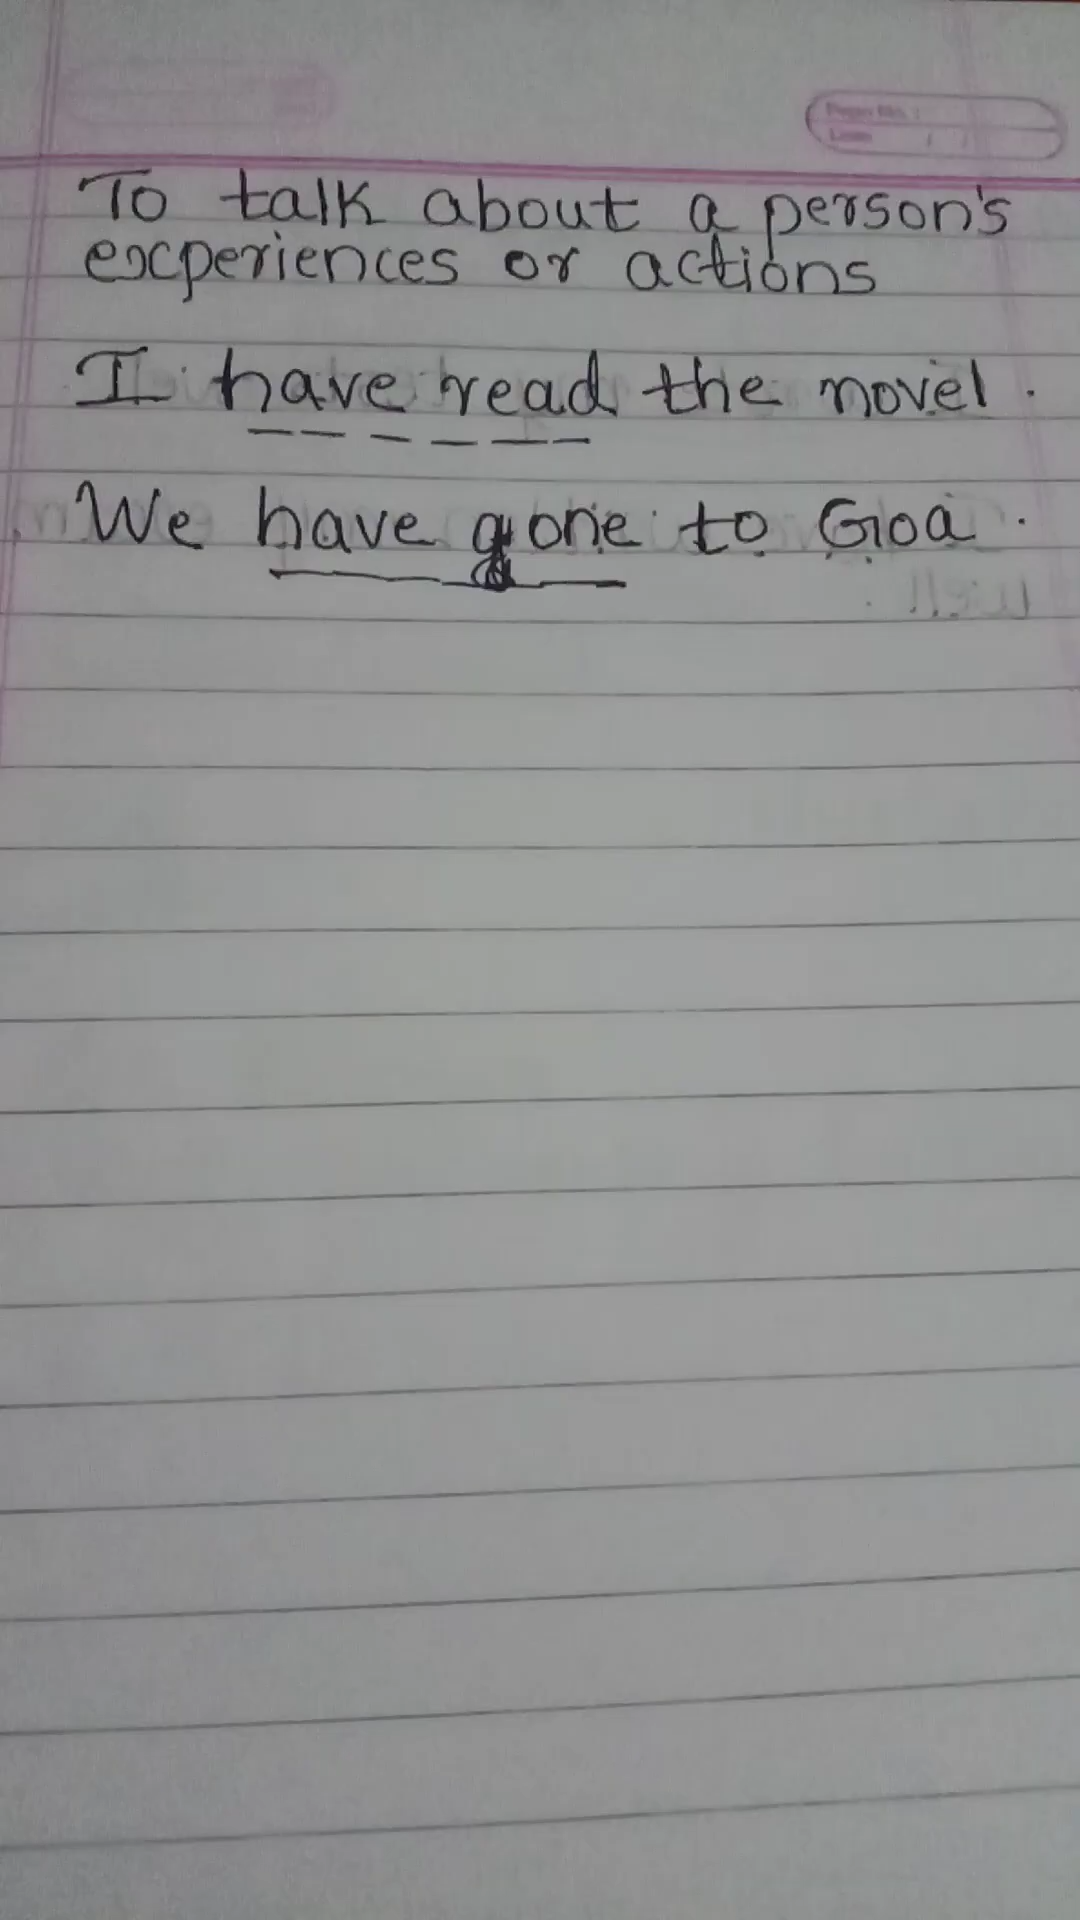 To talk about a person's
experiences or actions
I have read the novel.
We have gone to Goa.